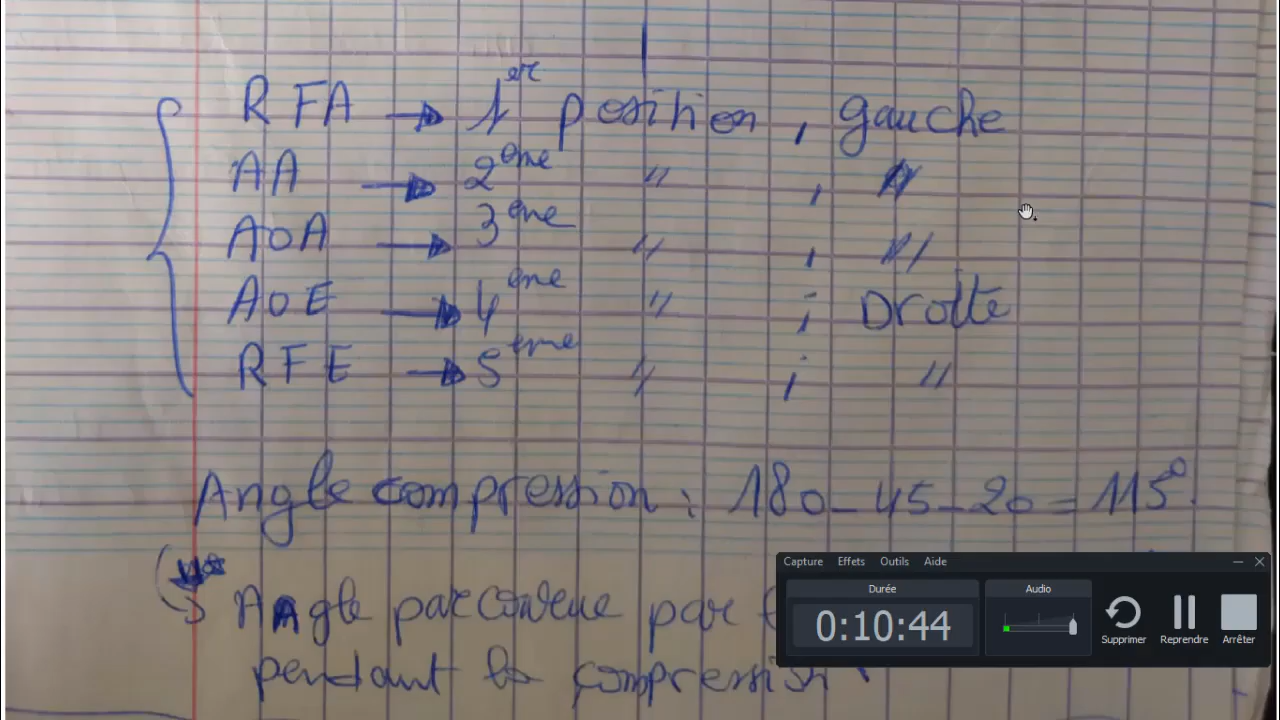 RFA → 1er position , gauche
AA → 2ème " , "
AOA → 3ème " , "
AOE → 4ème " ; Droite
RFE → 5ème " ; "
Angle compression : 180 - 45 - 20 = 115°
Angle parcourue par
pendant la compression
Capture Effets Outils Aide
Durée Audio
0:10:44
Supprimer Reprendre Arrêter